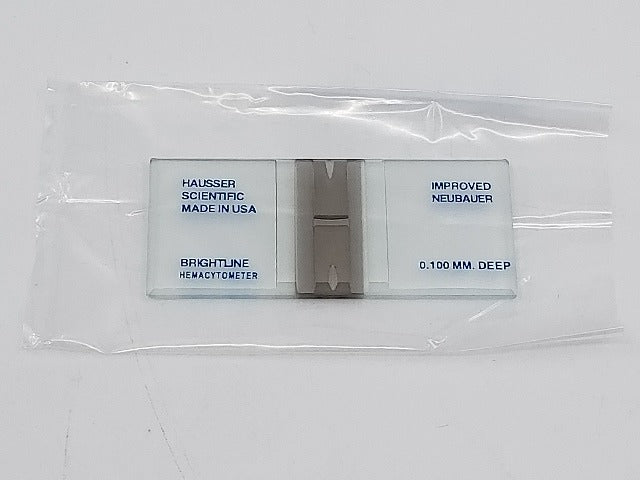 HAUSSER
SCIENTIFIC
MADE IN USA
BRIGHTLINE
HEMACYTOMETER
IMPROVED
NEUBAUER
0.100 MM. DEEP